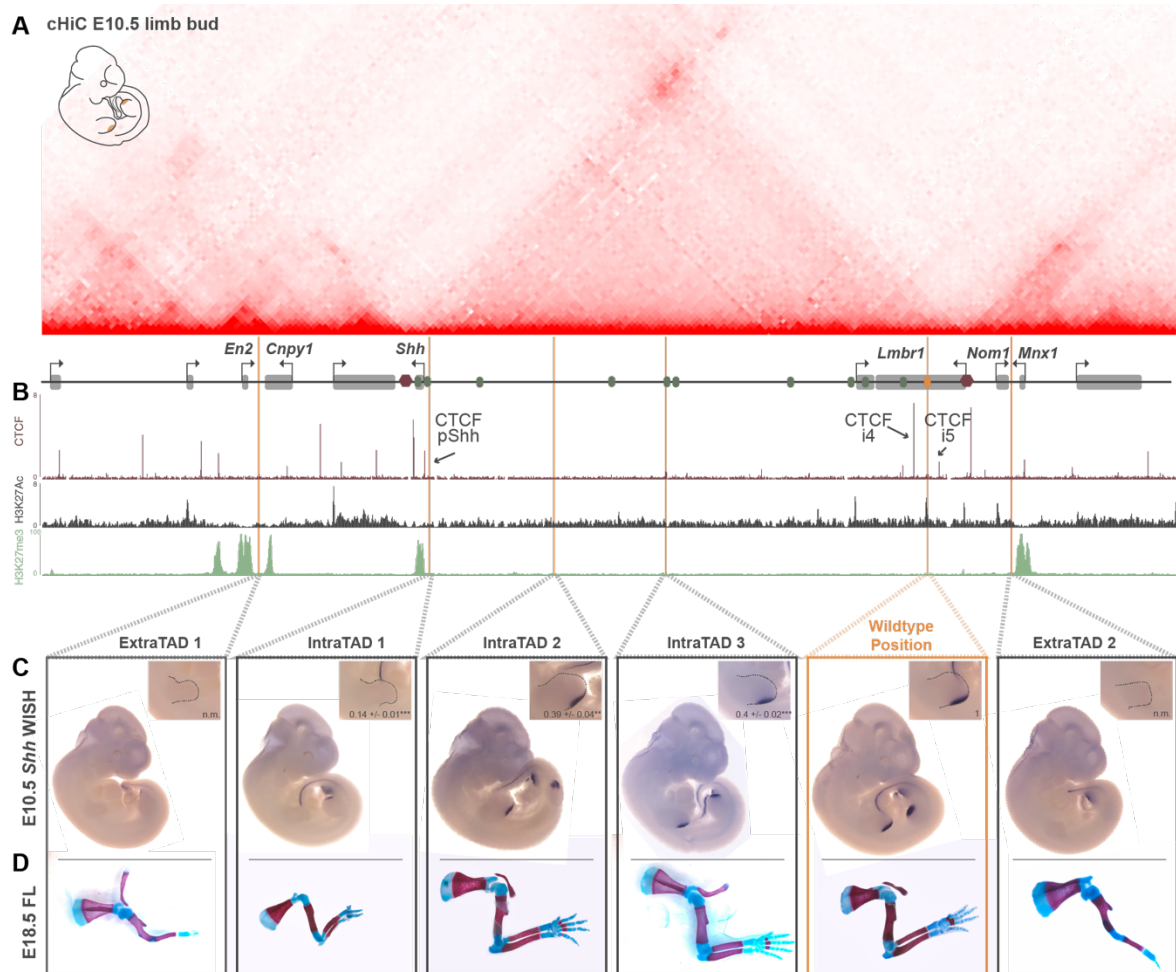 A cHiC E10.5 limb bud
En2 Cnpy1 Shh Lmbr1 Nom1 Mnx1
B
8
CTCF
0
CTCF
pShh
CTCF
i4
CTCF
i5
8
H3K27Ac
0
100
H3K27me3
0
ExtraTAD 1 IntraTAD 1 IntraTAD 2 IntraTAD 3 Wildtype
Position ExtraTAD 2
C
E10.5 Shh WISH
n.m. 0.14 +/- 0.01*** 0.39 +/- 0.04** 0.4 +/- 0.02*** 1 n.m.
D
E18.5 FL